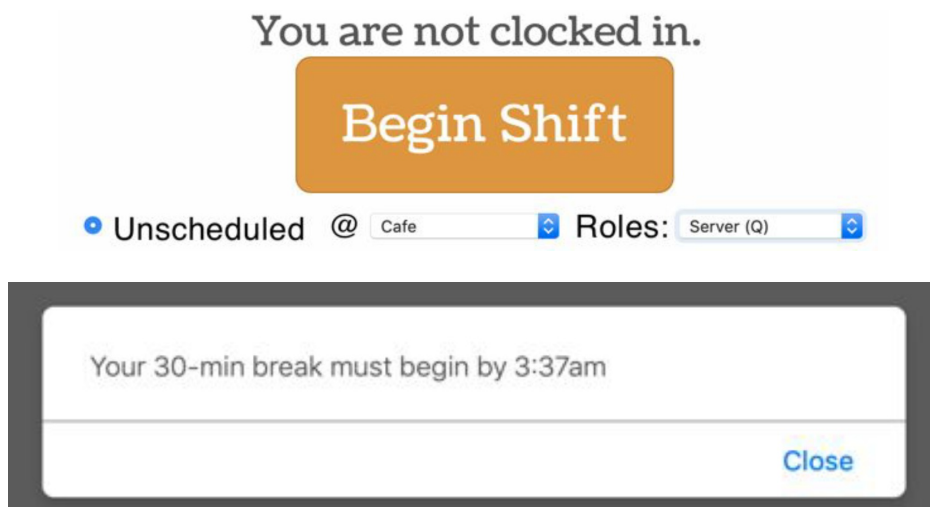 You are not clocked in.
Begin Shift
Unscheduled @ Cafe Roles: Server (Q)
Your 30-min break must begin by 3:37am
Close